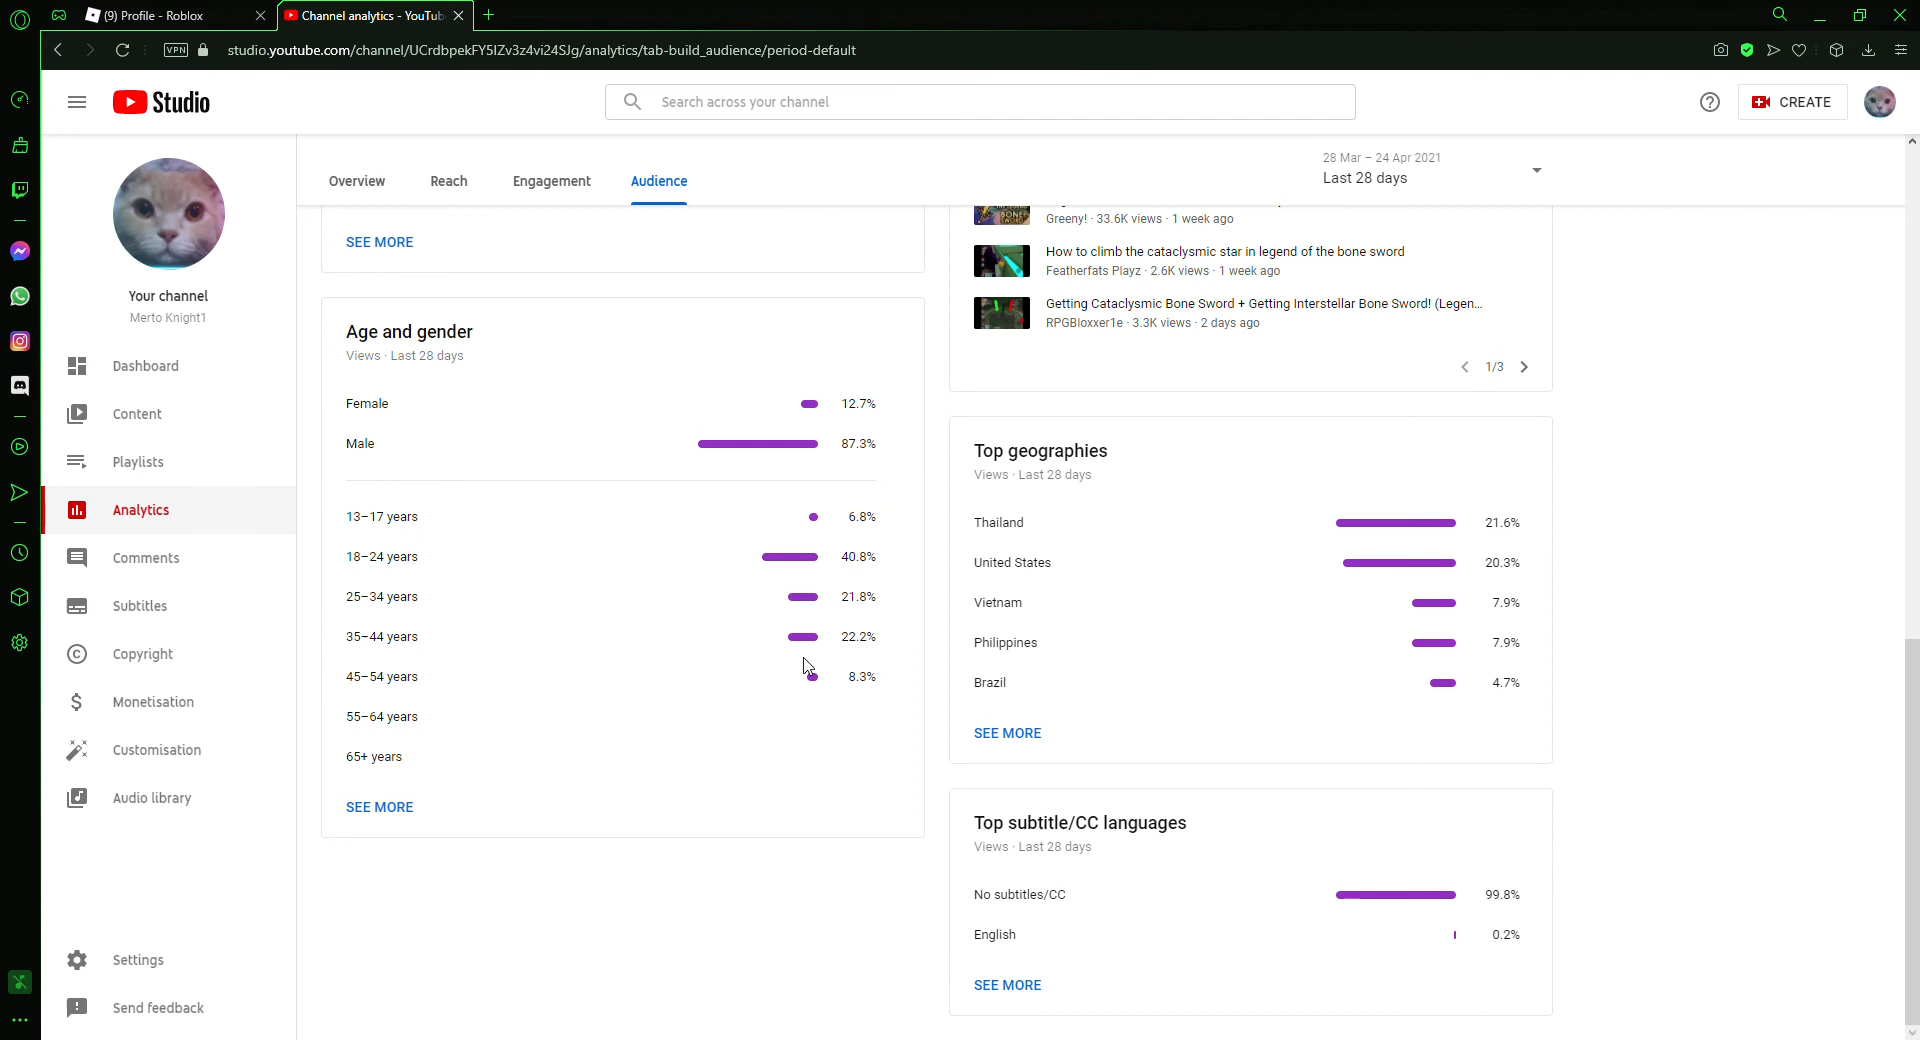 (9) Profile - Roblox
Channel analytics - YouTub
VPN
studio.youtube.com/channel/UCrdbpekFY5IZv3z4vi24SJg/analytics/tab-build_audience/period-default
Studio
Search across your channel
CREATE
Your channel
Merto Knight1
Dashboard
Content
Playlists
Analytics
Comments
Subtitles
Copyright
Monetisation
Customisation
Audio library
Settings
Send feedback
Overview
Reach
Engagement
Audience
28 Mar – 24 Apr 2021
Last 28 days
SEE MORE
Age and gender
Views · Last 28 days
Female 12.7%
Male 87.3%
13–17 years 6.8%
18–24 years 40.8%
25–34 years 21.8%
35–44 years 22.2%
45–54 years 8.3%
55–64 years
65+ years
SEE MORE
BONE
Greeny! · 33.6K views · 1 week ago
How to climb the cataclysmic star in legend of the bone sword
Featherfats Playz · 2.6K views · 1 week ago
Getting Cataclysmic Bone Sword + Getting Interstellar Bone Sword! (Legen...
RPGBloxxer1e · 3.3K views · 2 days ago
1/3
Top geographies
Views · Last 28 days
Thailand 21.6%
United States 20.3%
Vietnam 7.9%
Philippines 7.9%
Brazil 4.7%
SEE MORE
Top subtitle/CC languages
Views · Last 28 days
No subtitles/CC 99.8%
English 0.2%
SEE MORE